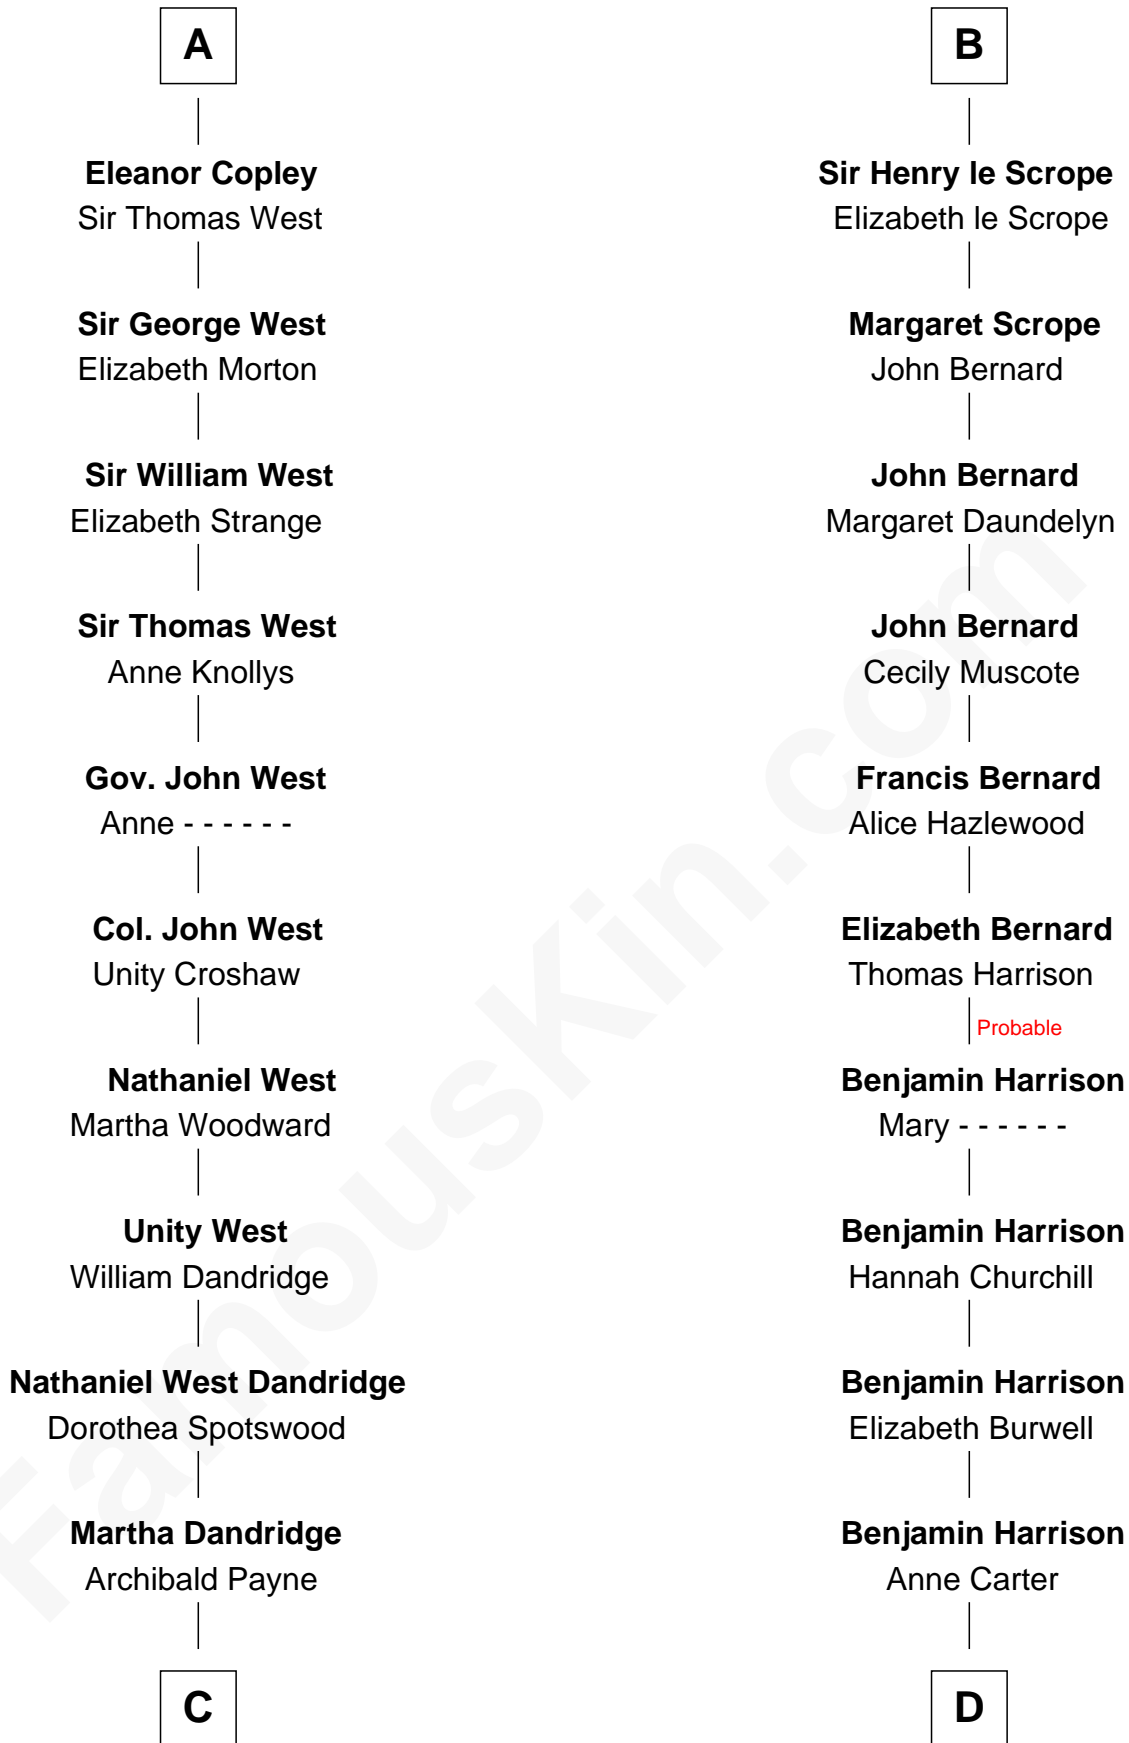 A
Eleanor Copley
Sir Thomas West
Sir George West
Elizabeth Morton
Sir William West
Elizabeth Strange
Sir Thomas West
Anne Knollys
Gov. John West
Anne - - - - - -
Col. John West
Unity Croshaw
Nathaniel West
Martha Woodward
Unity West
William Dandridge
Nathaniel West Dandridge
Dorothea Spotswood
Martha Dandridge
Archibald Payne
C
B
Sir Henry le Scrope
Elizabeth le Scrope
Margaret Scrope
John Bernard
John Bernard
Margaret Daundelyn
John Bernard
Cecily Muscote
Francis Bernard
Alice Hazlewood
Elizabeth Bernard
Thomas Harrison
Probable
Benjamin Harrison
Mary - - - - - -
Benjamin Harrison
Hannah Churchill
Benjamin Harrison
Elizabeth Burwell
Benjamin Harrison
Anne Carter
D
FamousKin.com